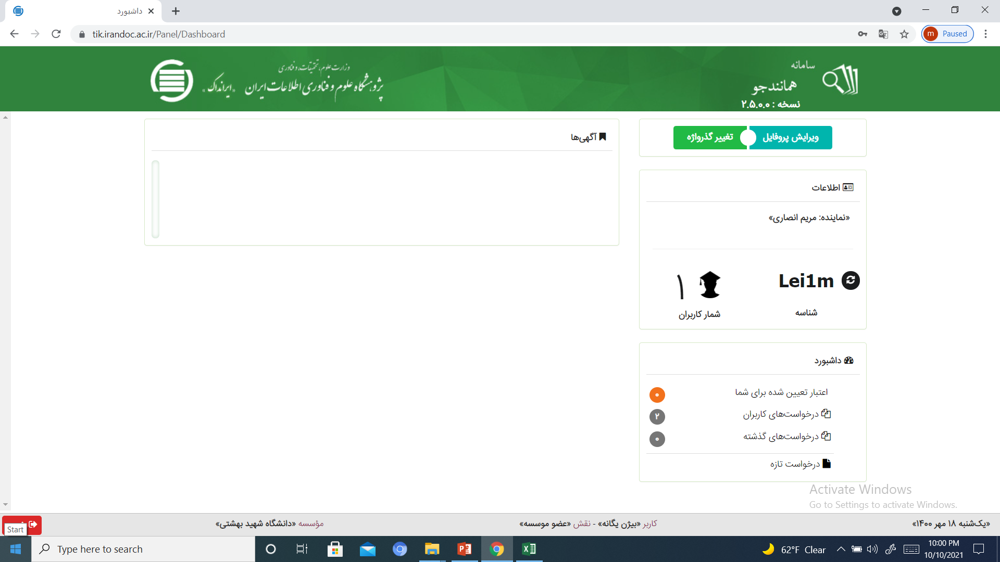 داشبورد
tik.irandoc.ac.ir/Panel/Dashboard
Paused
m
سامانه
همانندجو
نسخه : ۲.۵.۰.۰
وزارت علوم، تحقیقات، و فناوری
پژوهشگاه علوم و فناوری اطلاعات ایران «ایرانداک»
ویرایش پروفایل
تغییر گذرواژه
آگهی‌ها
اطلاعات
«نماینده: مریم انصاری»
Lei1m
شناسه
۱
شمار کاربران
داشبورد
اعتبار تعیین شده برای شما ۰
درخواست‌های کاربران ۲
درخواست‌های گذشته ۰
درخواست تازه
Activate Windows
Go to Settings to activate Windows.
«یک‌شنبه ۱۸ مهر ۱۴۰۰»
کاربر «بیژن یگانه» - نقش «عضو موسسه»
مؤسسه «دانشگاه شهید بهشتی»
Start
Type here to search
62°F Clear
10:00 PM
10/10/2021